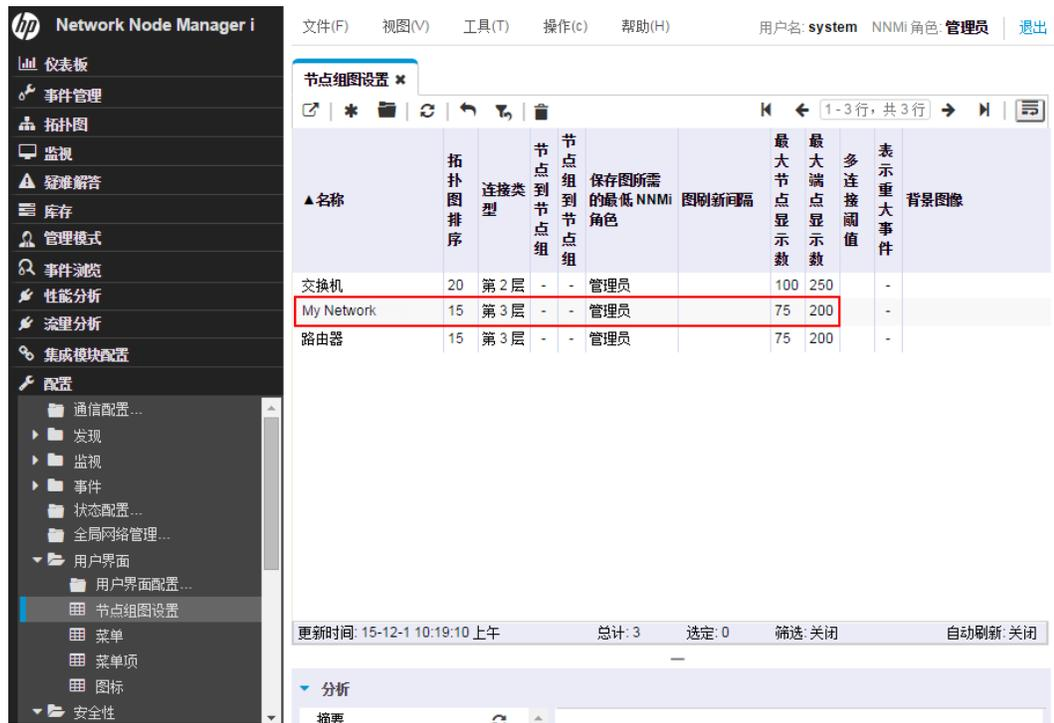 hp Network Node Manager i
文件(F) 视图(V) 工具(T) 操作(c) 帮助(H)
用户名: system NNMi 角色: 管理员 退出
仪表板
事件管理
拓扑图
监视
疑难解答
库存
管理模式
事件浏览
性能分析
流里分析
集成模块配置
配置
通信配置...
发现
监视
事件
状态配置...
全局网络管理...
用户界面
用户界面配置...
节点组图设置
菜单
菜单项
图标
安全性
节点组图设置 ✖
1 - 3 行，共 3 行
▲名称 拓扑图排序 连接类型 节点到节点组 节点组到节点组 保存图所需的最低 NNMi 角色 图刷新间隔 最大节点显示数 最大端点显示数 多连接阈值 表示重大事件 背景图像
交换机 20 第 2 层 - - 管理员 100 250 -
My Network 15 第 3 层 - - 管理员 75 200 -
路由器 15 第 3 层 - - 管理员 75 200 -
更新时间: 15-12-1 10:19:10 上午 总计: 3 选定: 0 筛选: 关闭 自动刷新: 关闭
分析
摘要